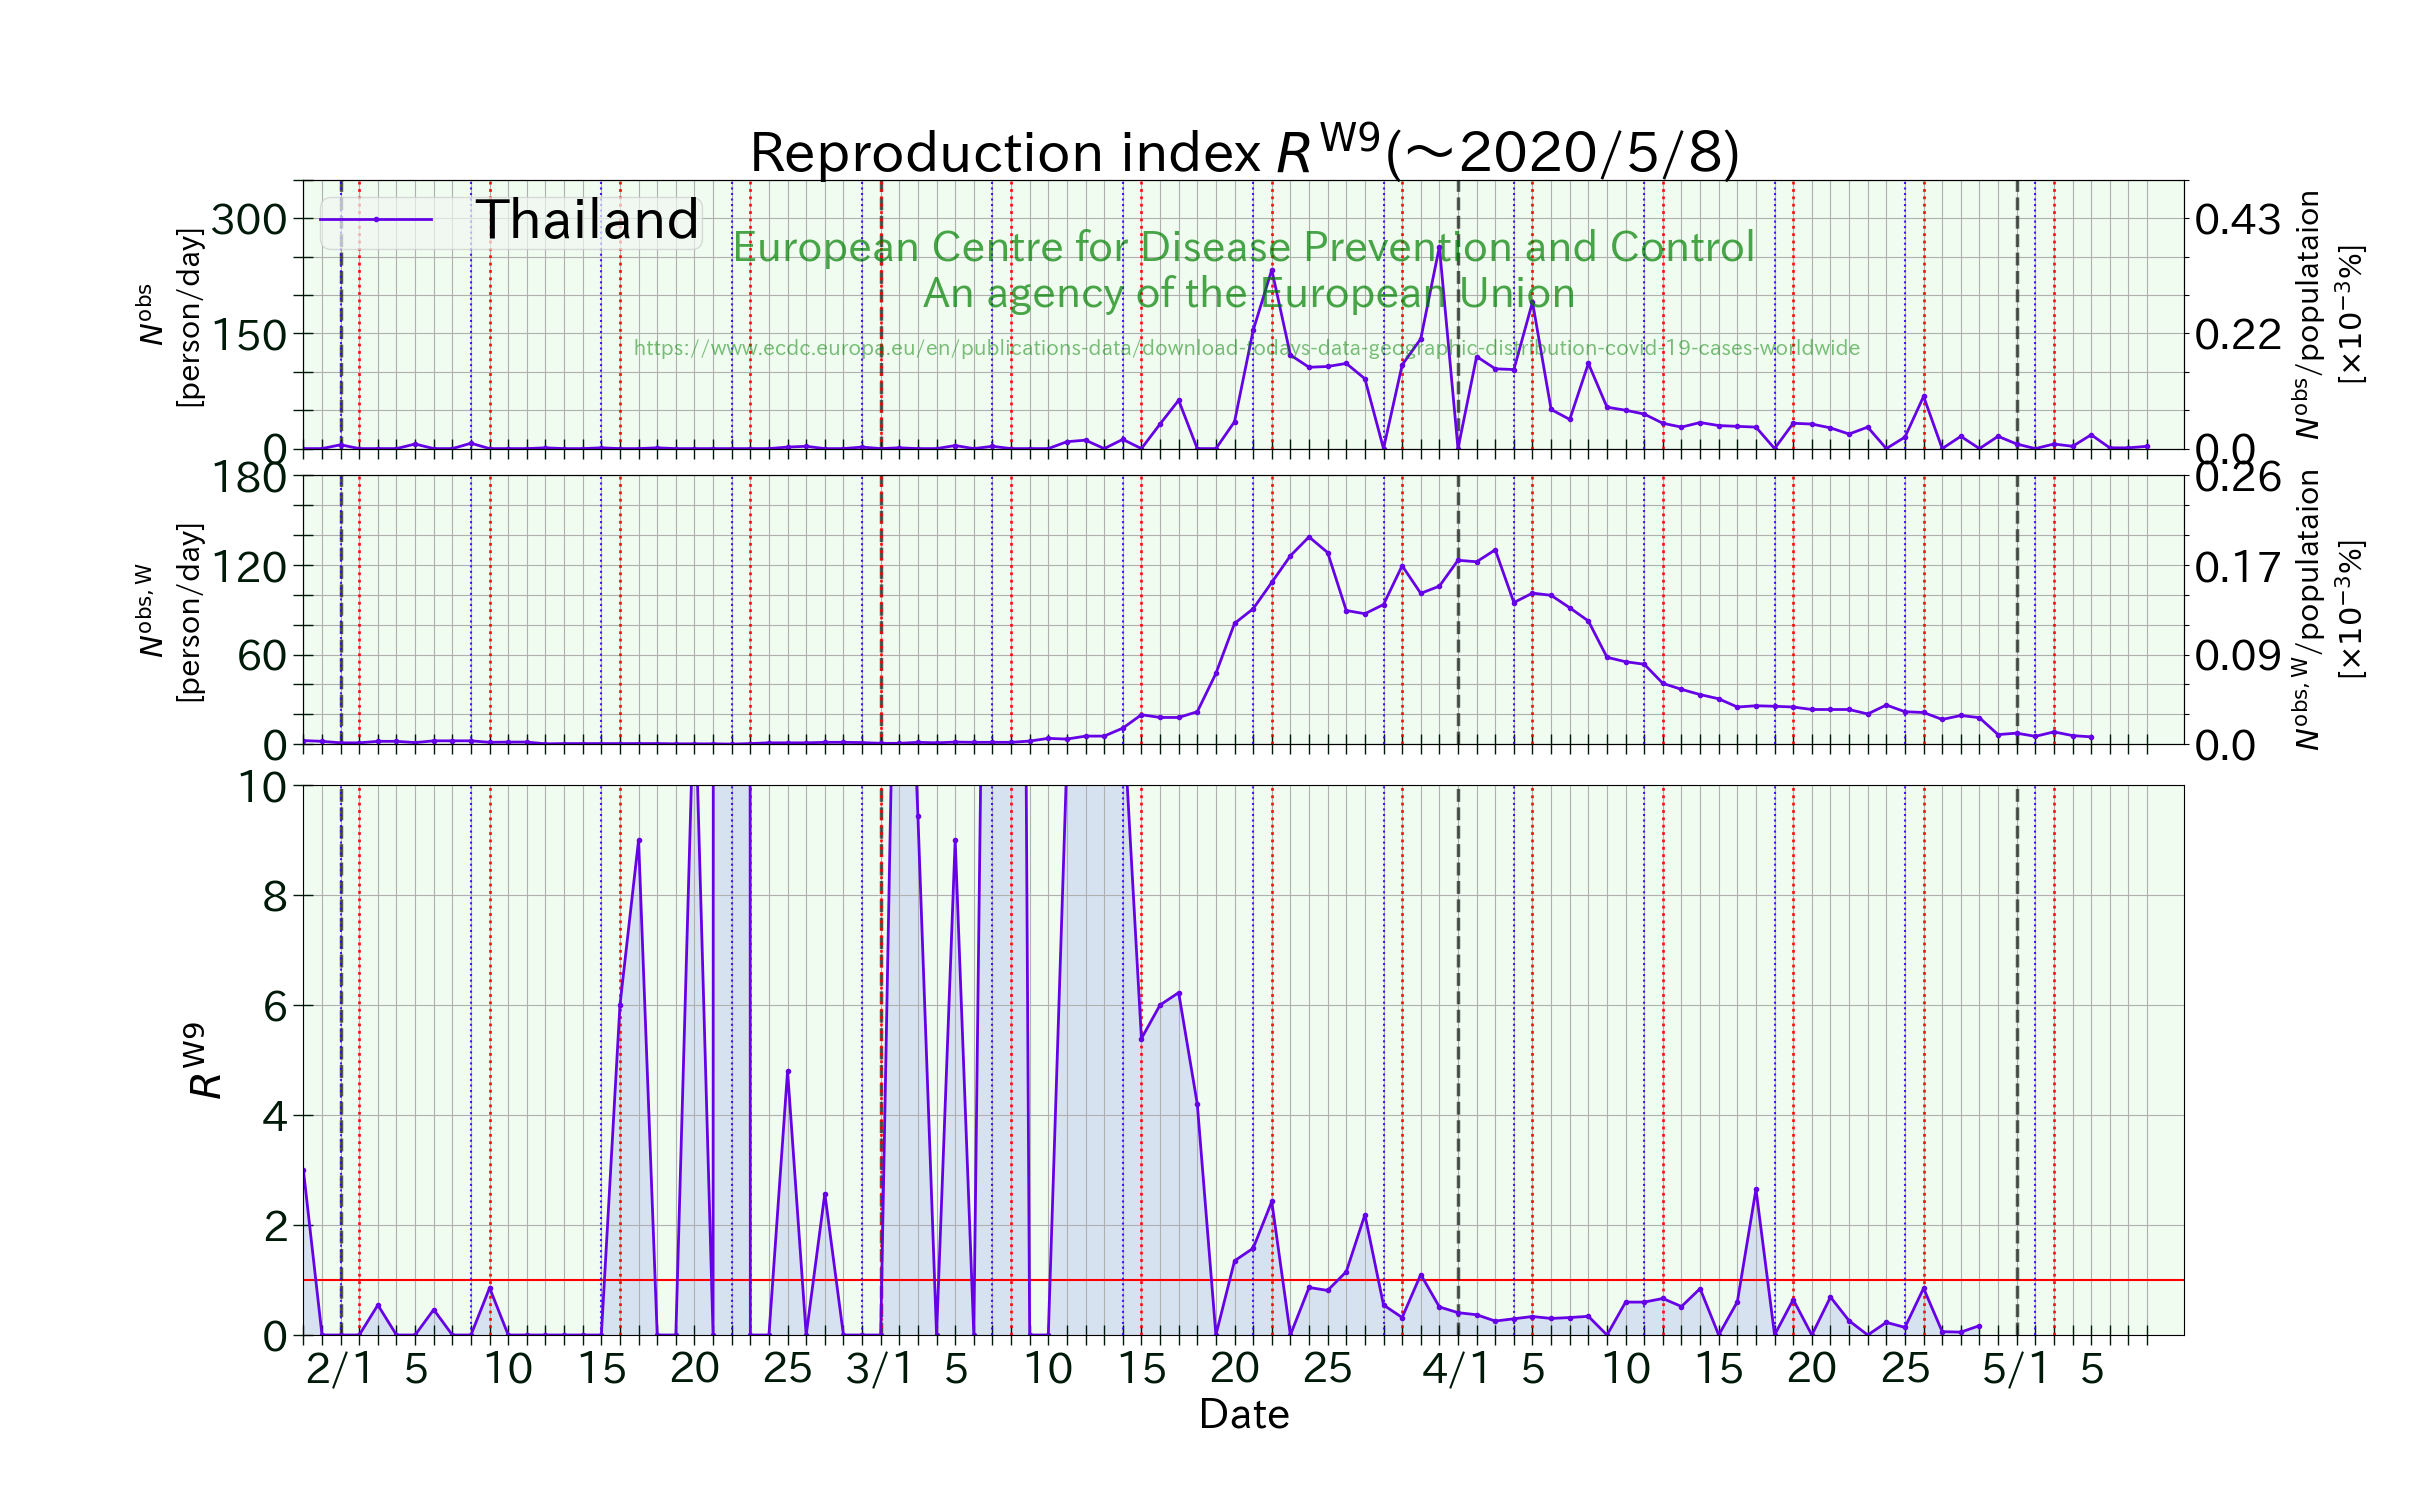 Reproduction index R^W9(～2020/5/8)
Thailand
European Centre for Disease Prevention and Control
An agency of the European Union
https://www.ecdc.europa.eu/en/publications-data/download-todays-data-geographic-distribution-covid-19-cases-worldwide
N^obs
[person/day]
300
150
0
0.43
0.22
0.0
N^obs/populataion
[×10^−3%]
N^obs, W
[person/day]
180
120
60
0
0.26
0.17
0.09
0.0
N^obs, W/populataion
[×10^−3%]
R^W9
10
8
6
4
2
0
2/1 5 10 15 20 25 3/1 5 10 15 20 25 4/1 5 10 15 20 25 5/1 5
Date